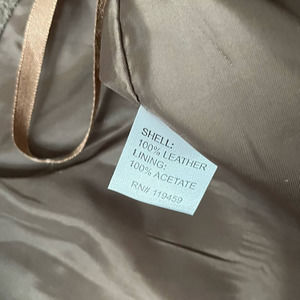 SHELL:
100% LEATHER
LINING:
100% ACETATE
RN# 119459